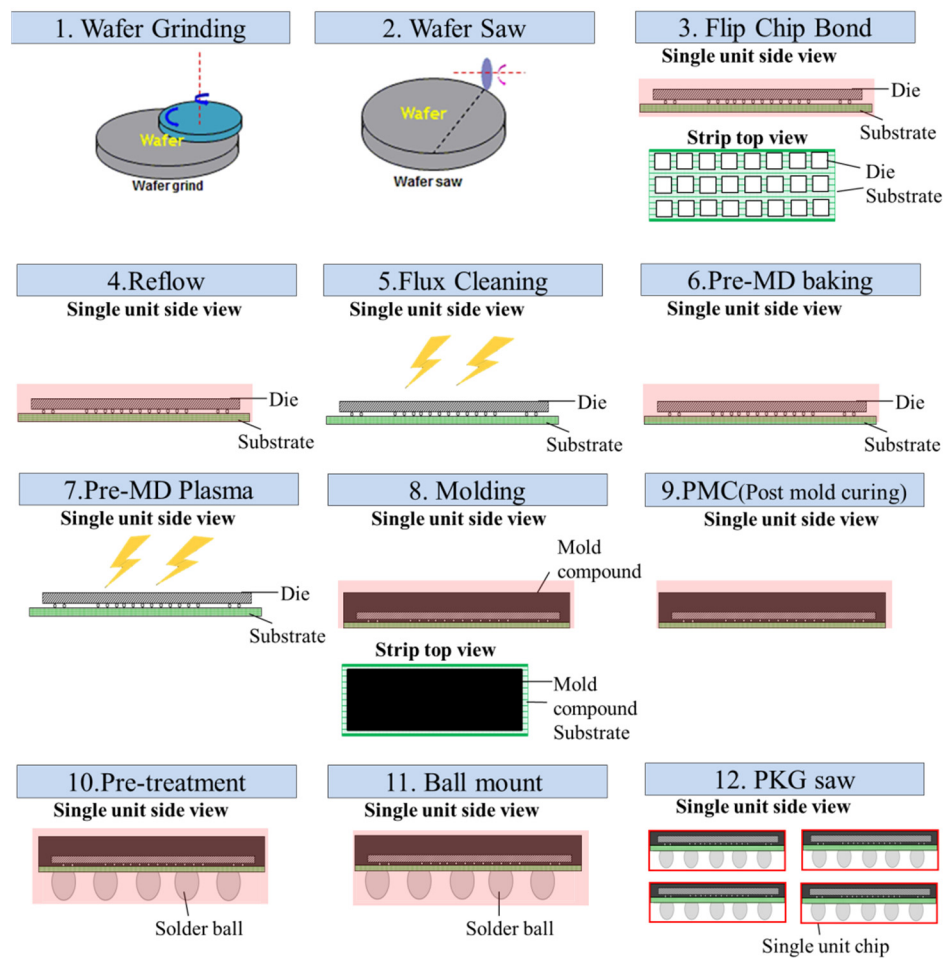 1. Wafer Grinding
Wafer
Wafer grind
2. Wafer Saw
Wafer
Wafer saw
3. Flip Chip Bond
Single unit side view
Die
Substrate
Strip top view
Die
Substrate
4.Reflow
Single unit side view
Die
Substrate
5.Flux Cleaning
Single unit side view
Die
Substrate
6.Pre-MD baking
Single unit side view
Die
Substrate
7.Pre-MD Plasma
Single unit side view
Die
Substrate
8. Molding
Single unit side view
Mold
compound
Strip top view
Mold
compound
Substrate
9.PMC(Post mold curing)
Single unit side view
10.Pre-treatment
Single unit side view
Solder ball
11. Ball mount
Single unit side view
Solder ball
12. PKG saw
Single unit side view
Single unit chip